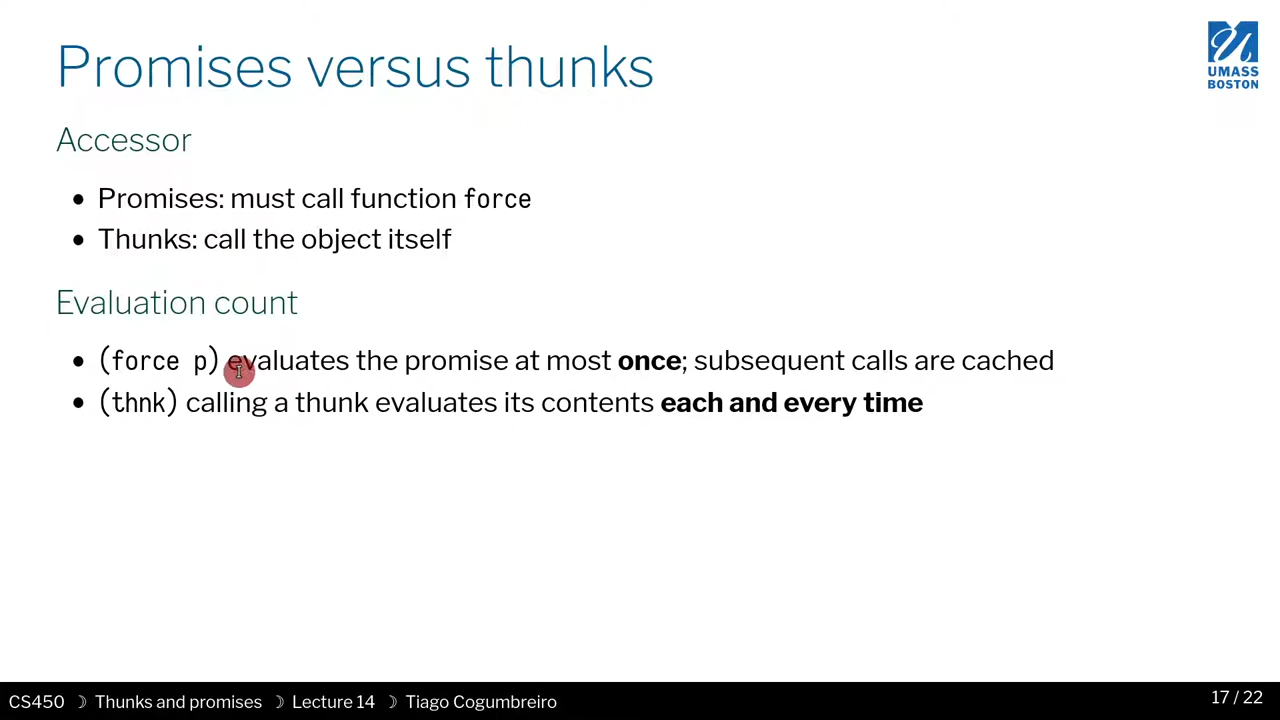 Promises versus thunks
UMASS
BOSTON
Accessor
• Promises: must call function force
• Thunks: call the object itself
Evaluation count
• (force p) evaluates the promise at most once; subsequent calls are cached
• (thnk) calling a thunk evaluates its contents each and every time
CS450 ☽ Thunks and promises ☽ Lecture 14 ☽ Tiago Cogumbreiro
17 / 22